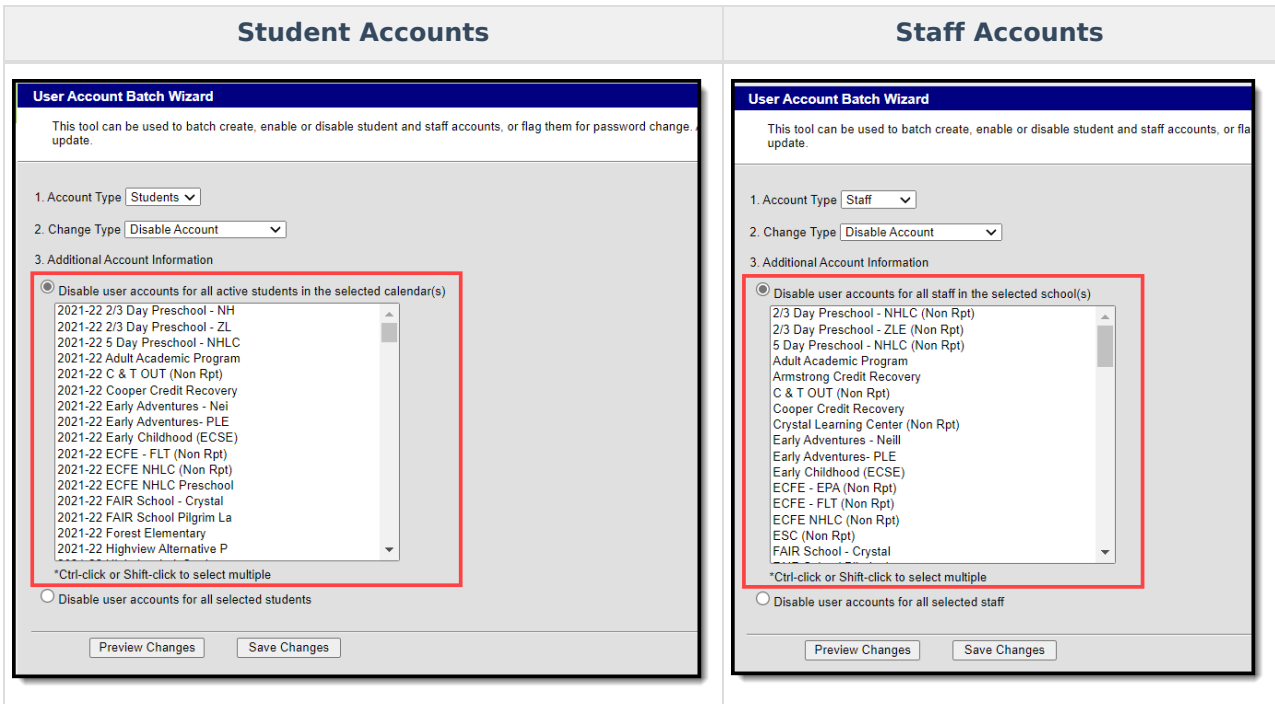 Student Accounts
Staff Accounts
User Account Batch Wizard
This tool can be used to batch create, enable or disable student and staff accounts, or flag them for password change.
update.
1. Account Type Students
2. Change Type Disable Account
3. Additional Account Information
Disable user accounts for all active students in the selected calendar(s)
2021-22 2/3 Day Preschool - NH
2021-22 2/3 Day Preschool - ZL
2021-22 5 Day Preschool - NHLC
2021-22 Adult Academic Program
2021-22 C & T OUT (Non Rpt)
2021-22 Cooper Credit Recovery
2021-22 Early Adventures - Nei
2021-22 Early Adventures- PLE
2021-22 Early Childhood (ECSE)
2021-22 ECFE - FLT (Non Rpt)
2021-22 ECFE NHLC (Non Rpt)
2021-22 ECFE NHLC Preschool
2021-22 FAIR School - Crystal
2021-22 FAIR School Pilgrim La
2021-22 Forest Elementary
2021-22 Highview Alternative P
*Ctrl-click or Shift-click to select multiple
Disable user accounts for all selected students
Preview Changes Save Changes
User Account Batch Wizard
This tool can be used to batch create, enable or disable student and staff accounts, or fla
update.
1. Account Type Staff
2. Change Type Disable Account
3. Additional Account Information
Disable user accounts for all staff in the selected school(s)
2/3 Day Preschool - NHLC (Non Rpt)
2/3 Day Preschool - ZLE (Non Rpt)
5 Day Preschool - NHLC (Non Rpt)
Adult Academic Program
Armstrong Credit Recovery
C & T OUT (Non Rpt)
Cooper Credit Recovery
Crystal Learning Center (Non Rpt)
Early Adventures - Neill
Early Adventures- PLE
Early Childhood (ECSE)
ECFE - EPA (Non Rpt)
ECFE - FLT (Non Rpt)
ECFE NHLC (Non Rpt)
ESC (Non Rpt)
FAIR School - Crystal
*Ctrl-click or Shift-click to select multiple
Disable user accounts for all selected staff
Preview Changes Save Changes